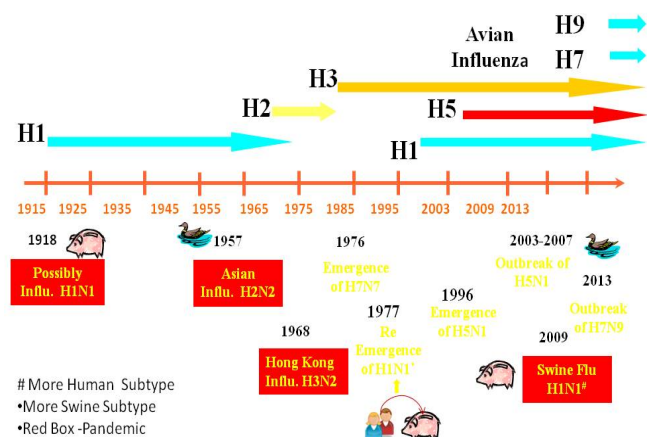 H9
Avian
Influenza
H7
H3
H2
H5
H1
H1
1915 1925 1935 1945 1955 1965 1975 1985 1995 2003 2009 2013
1918
Possibly
Influ. H1N1
1957
Asian
Influ. H2N2
1968
Hong Kong
Influ. H3N2
1976
Emergence
of H7N7
1977
Re
Emergence
of H1N1*
1996
Emergence
of H5N1
2003-2007
Outbreak of
H5N1
2013
Outbreak
of H7N9
2009
Swine Flu
H1N1#
# More Human Subtype
•More Swine Subtype
•Red Box -Pandemic